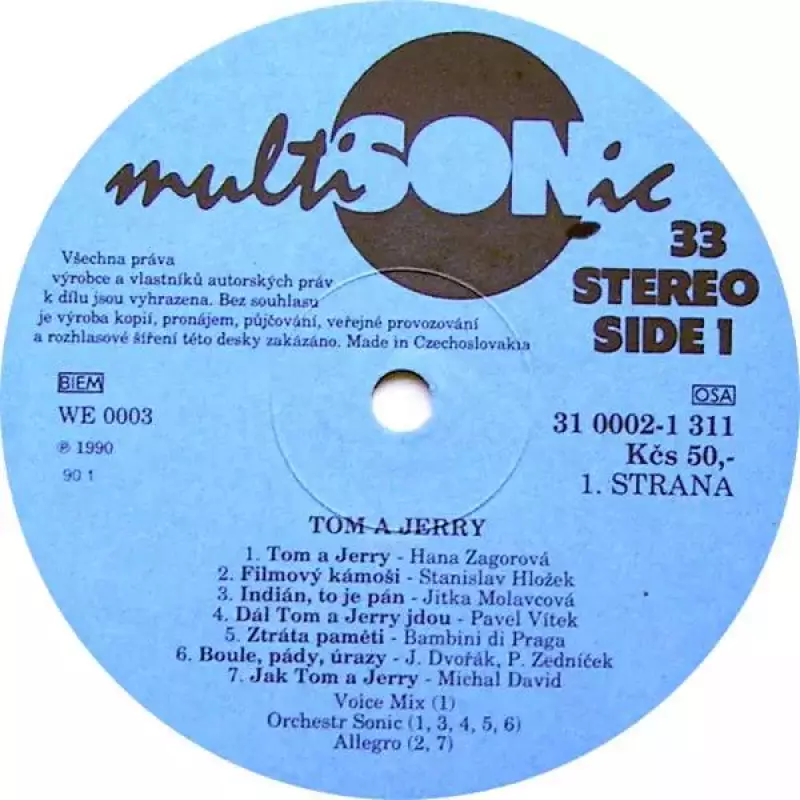 multiSONic
33
STEREO
SIDE 1
Všechna práva
výrobce a vlastníků autorských práv
k dílu jsou vyhrazena. Bez souhlasu
je výroba kopií, pronájem, půjčování, veřejné provozování
a rozhlasové šíření této desky zakázáno. Made in Czechoslovakia
BIEM
WE 0003
℗ 1990
90 1
OSA
31 0002-1 311
Kčs 50,-
1. STRANA
TOM A JERRY
1. Tom a Jerry - Hana Zagorová
2. Filmový kámoši - Stanislav Hložek
3. Indián, to je pán - Jitka Molavcová
4. Dál Tom a Jerry jdou - Pavel Vítek
5. Ztráta paměti - Bambini di Praga
6. Boule, pády, úrazy - J. Dvořák, P. Zedníček
7. Jak Tom a Jerry - Michal David
Voice Mix (1)
Orchestr Sonic (1, 3, 4, 5, 6)
Allegro (2, 7)